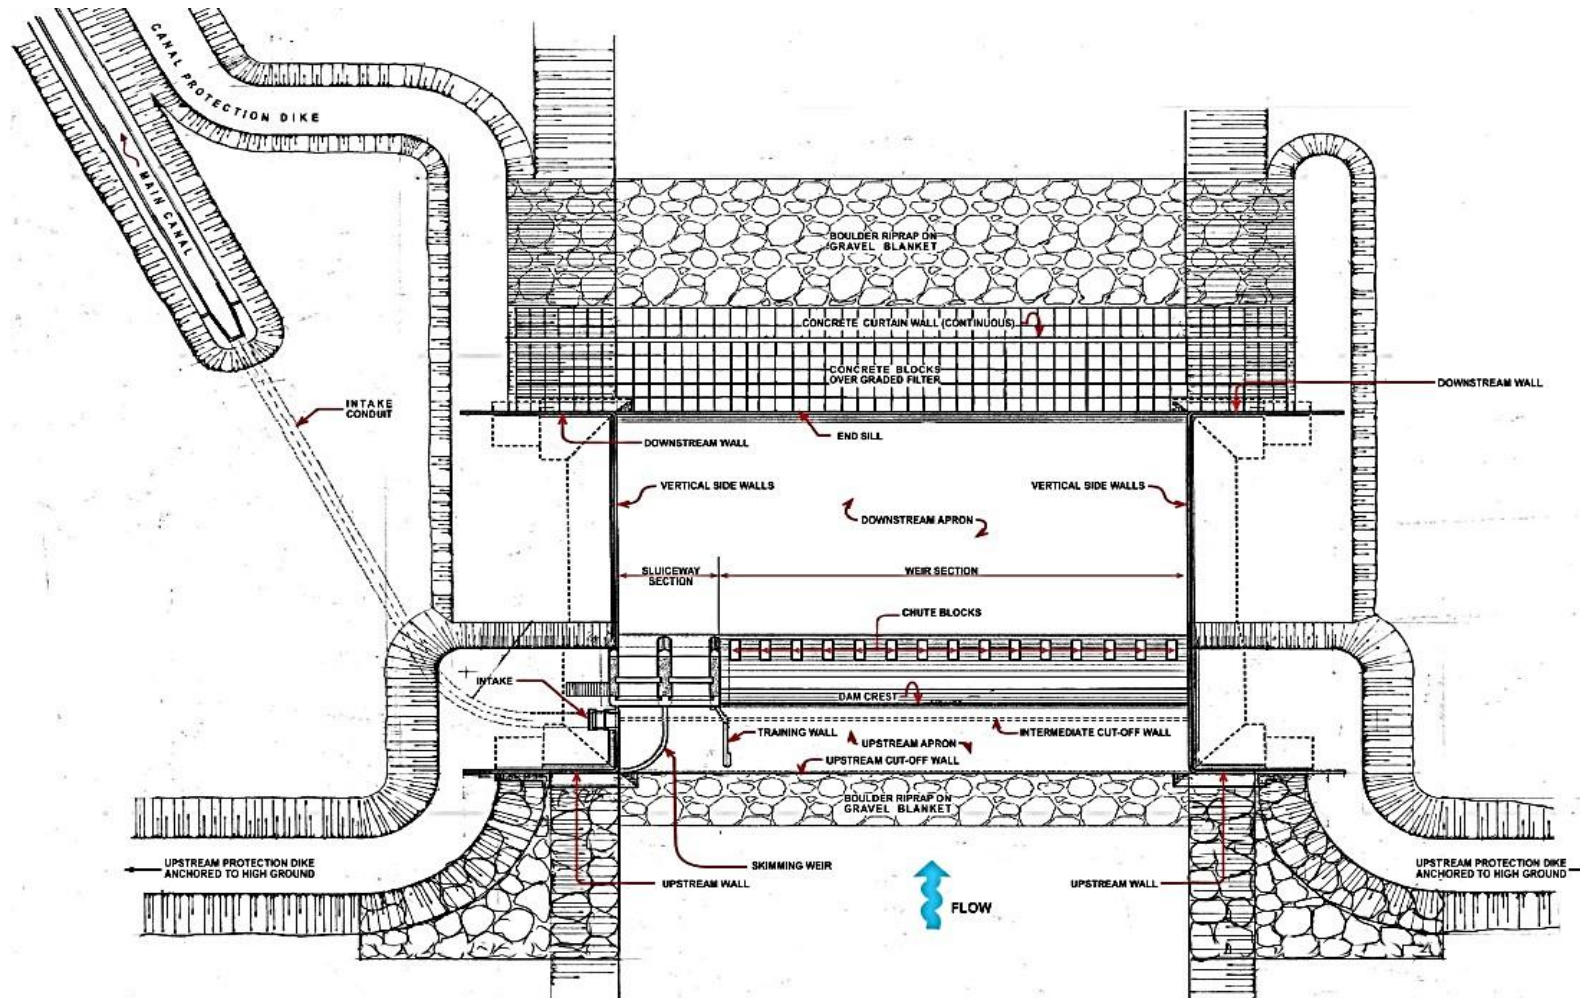 CANAL PROTECTION DIKE
MAIN CANAL
BOULDER RIPRAP ON
GRAVEL BLANKET
CONCRETE CURTAIN WALL (CONTINUOUS)
CONCRETE BLOCKS
OVER GRADED FILTER
DOWNSTREAM WALL
INTAKE
CONDUIT
END SILL
DOWNSTREAM WALL
VERTICAL SIDE WALLS
VERTICAL SIDE WALLS
DOWNSTREAM APRON
SLUICEWAY
SECTION
WEIR SECTION
CHUTE BLOCKS
INTAKE
DAM CREST
TRAINING WALL
INTERMEDIATE CUT-OFF WALL
UPSTREAM APRON
UPSTREAM CUT-OFF WALL
BOULDER RIPRAP ON
GRAVEL BLANKET
UPSTREAM PROTECTION DIKE
ANCHORED TO HIGH GROUND
SKIMMING WEIR
UPSTREAM PROTECTION DIKE
ANCHORED TO HIGH GROUND
UPSTREAM WALL
UPSTREAM WALL
FLOW